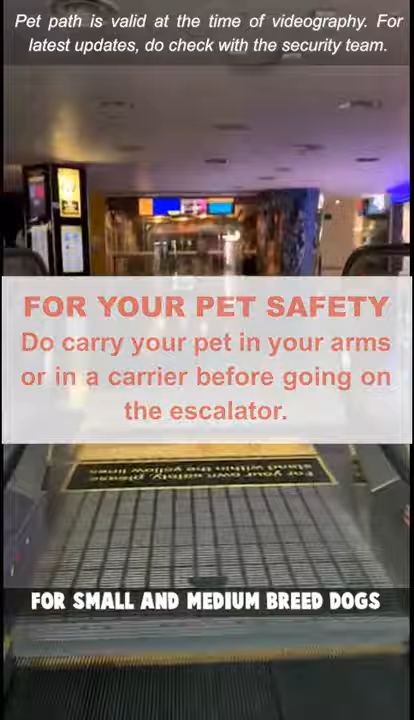 Pet path is valid at the time of videography. For
latest updates, do check with the security team.
FOR YOUR PET SAFETY
Do carry your pet in your arms
or in a carrier before going on
the escalator.
For your own safety, please
stand within the yellow lines
FOR SMALL AND MEDIUM BREED DOGS